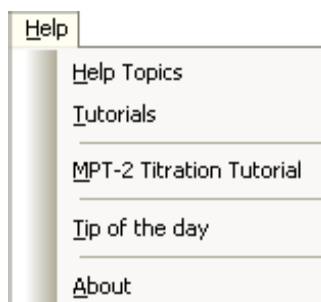 Help
Help Topics
Tutorials
MPT-2 Titration Tutorial
Tip of the day
About